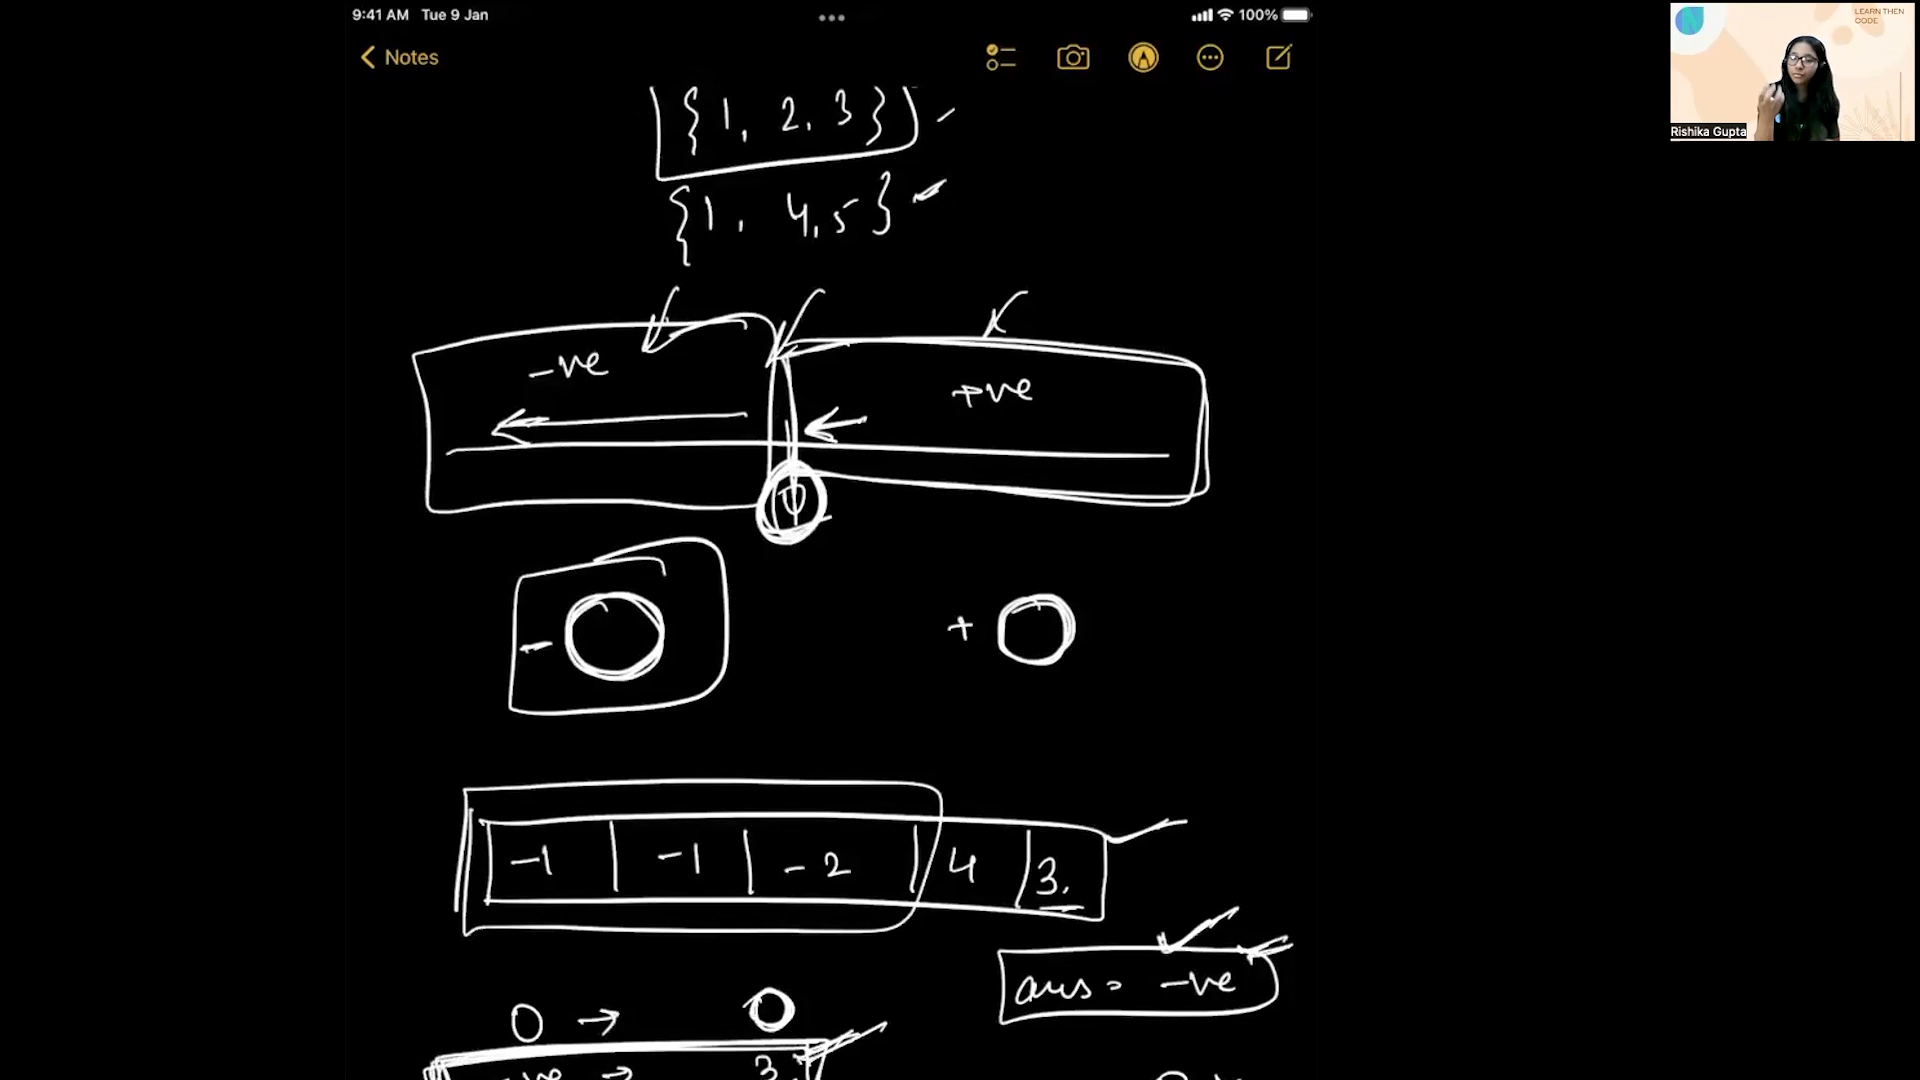 9:41 AM Tue 9 Jan
100%
Notes
LEARN THEN
CODE
Rishika Gupta
{1, 2, 3}
{1, 4, 5}
-ve +ve
0
- +
-1 -1 -2 4 3.
ans = -ve
0 → 0
→ 3